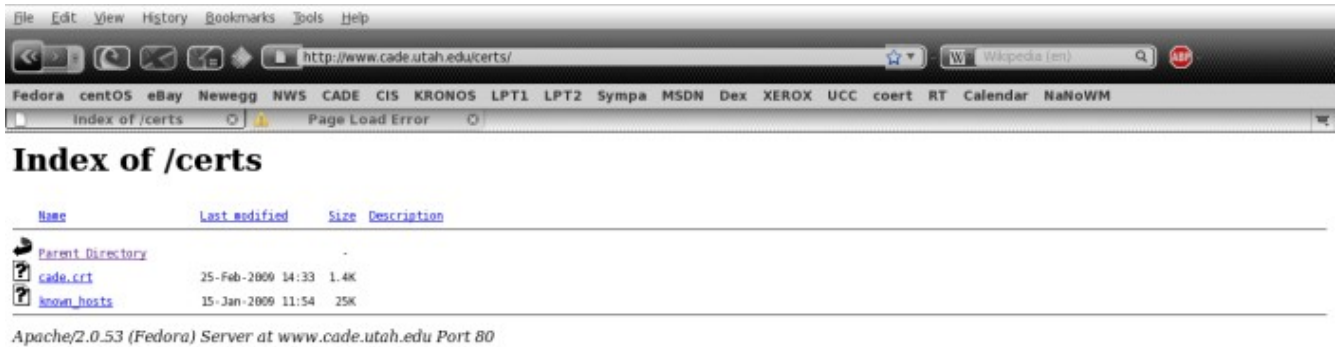 File Edit View History Bookmarks Tools Help
http://www.cade.utah.edu/certs/ W Wikipedia (en) ABP
Fedora centOS eBay Newegg NWS CADE CIS KRONOS LPT1 LPT2 Sympa MSDN Dex XEROX UCC coert RT Calendar NaNoWM
Index of /certs Page Load Error
Index of /certs
Name Last modified Size Description
Parent Directory -
cade.crt 25-Feb-2009 14:33 1.4K
known_hosts 15-Jan-2009 11:54 25K
Apache/2.0.53 (Fedora) Server at www.cade.utah.edu Port 80